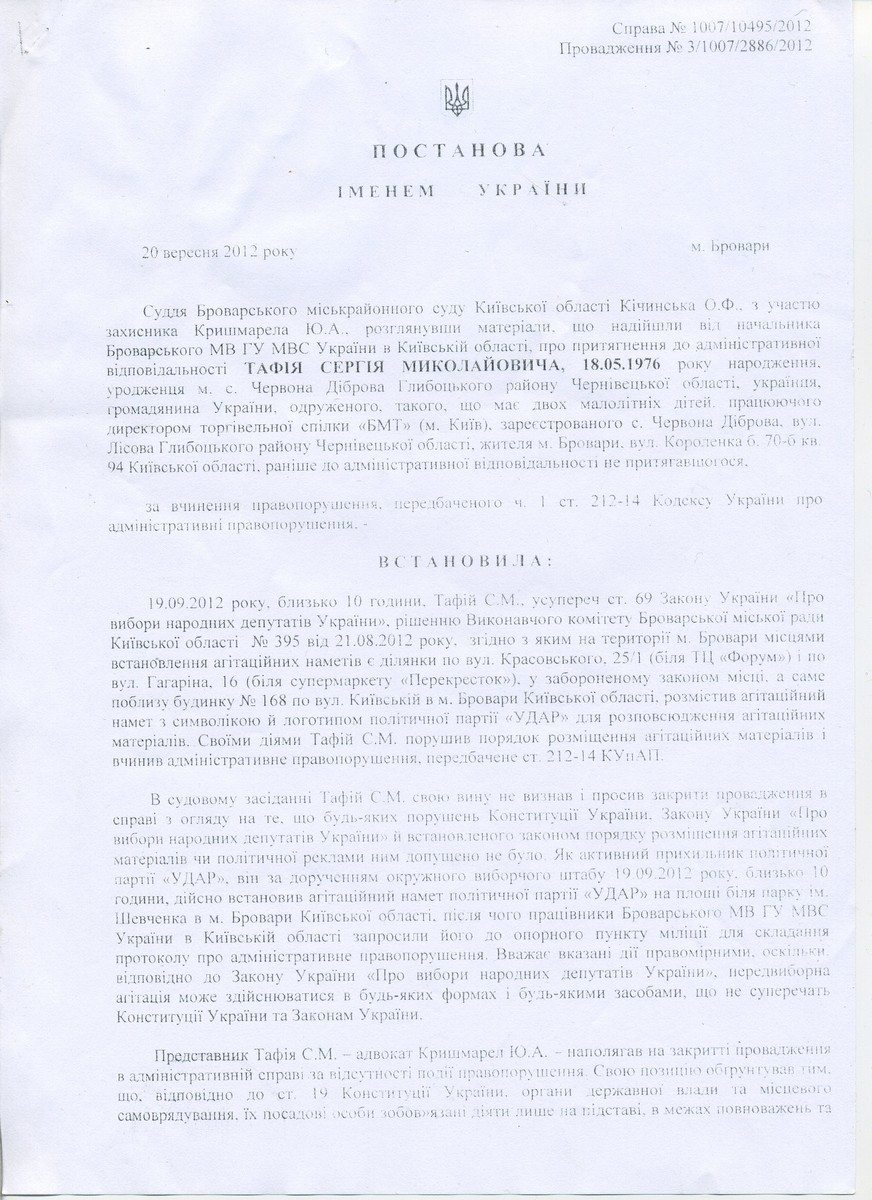 Справа № 1007/10495/2012
Провадження № 3/1007/2886/2012
ПОСТАНОВА
ІМЕНЕМ УКРАЇНИ
20 вересня 2012 року м. Бровари
Суддя Броварського міськрайонного суду Київської області Кічинська О.Ф., з участю
захисника Кришмарела Ю.А., розглянувши матеріали, що надійшли від начальника
Броварського МВ ГУ МВС України в Київській області, про притягнення до адміністративної
відповідальності ТАФІЯ СЕРГІЯ МИКОЛАЙОВИЧА, 18.05.1976 року народження,
уродженця м. с. Червона Діброва Глибоцького району Чернівецької області, українця,
громадянина України, одруженого, такого, що має двох малолітніх дітей, працюючого
директором торгівельної спілки «БМТ» (м. Київ), зареєстрованого с. Червона Діброва, вул.
Лісова Глибоцького району Чернівецької області, жителя м. Бровари, вул. Короленка б. 70-б кв.
94 Київської області, раніше до адміністративної відповідальності не притягавшогося,
за вчинення правопорушення, передбаченого ч. 1 ст. 212-14 Кодексу України про
адміністративні правопорушення, -
ВСТАНОВИЛА:
19.09.2012 року, близько 10 години, Тафій С.М., усупереч ст. 69 Закону України «Про
вибори народних депутатів України», рішенню Виконавчого комітету Броварської міської ради
Київської області № 395 від 21.08.2012 року, згідно з яким на території м. Бровари місцями
встановлення агітаційних наметів є ділянки по вул. Красовського, 25/1 (біля ТЦ «Форум») і по
вул. Гагаріна, 16 (біля супермаркету «Перекресток»), у забороненому законом місці, а саме
поблизу будинку № 168 по вул. Київській в м. Бровари Київської області, розмістив агітаційний
намет з символікою й логотипом політичної партії «УДАР» для розповсюдження агітаційних
матеріалів. Своїми діями Тафій С.М. порушив порядок розміщення агітаційних матеріалів і
вчинив адміністративне правопорушення, передбачене ст. 212-14 КУпАП.
В судовому засіданні Тафій С.М. свою вину не визнав і просив закрити провадження в
справі з огляду на те, що будь-яких порушень Конституції України, Закону України «Про
вибори народних депутатів України» й встановленого законом порядку розміщення агітаційних
матеріалів чи політичної реклами ним допущено не було. Як активний прихильник політичної
партії «УДАР», він за дорученням окружного виборчого штабу 19.09.2012 року, близько 10
години, дійсно встановив агітаційний намет політичної партії «УДАР» на площі біля парку ім.
Шевченка в м. Бровари Київської області, після чого працівники Броварського МВ ГУ МВС
України в Київській області запросили його до опорного пункту міліції для складання
протоколу про адміністративне правопорушення. Вважає вказані дії правомірними, оскільки,
відповідно до Закону України «Про вибори народних депутатів України», передвиборна
агітація може здійснюватися в будь-яких формах і будь-якими засобами, що не суперечать
Конституції України та Законам України.
Представник Тафія С.М. – адвокат Кришмарел Ю.А. – наполягав на закритті провадження
в адміністративній справі за відсутності події правопорушення. Свою позицію обґрунтував тим,
що, відповідно до ст. 19 Конституції України, органи державної влади та місцевого
самоврядування, їх посадові особи зобов»язані діяти лише на підставі, в межах повноважень та